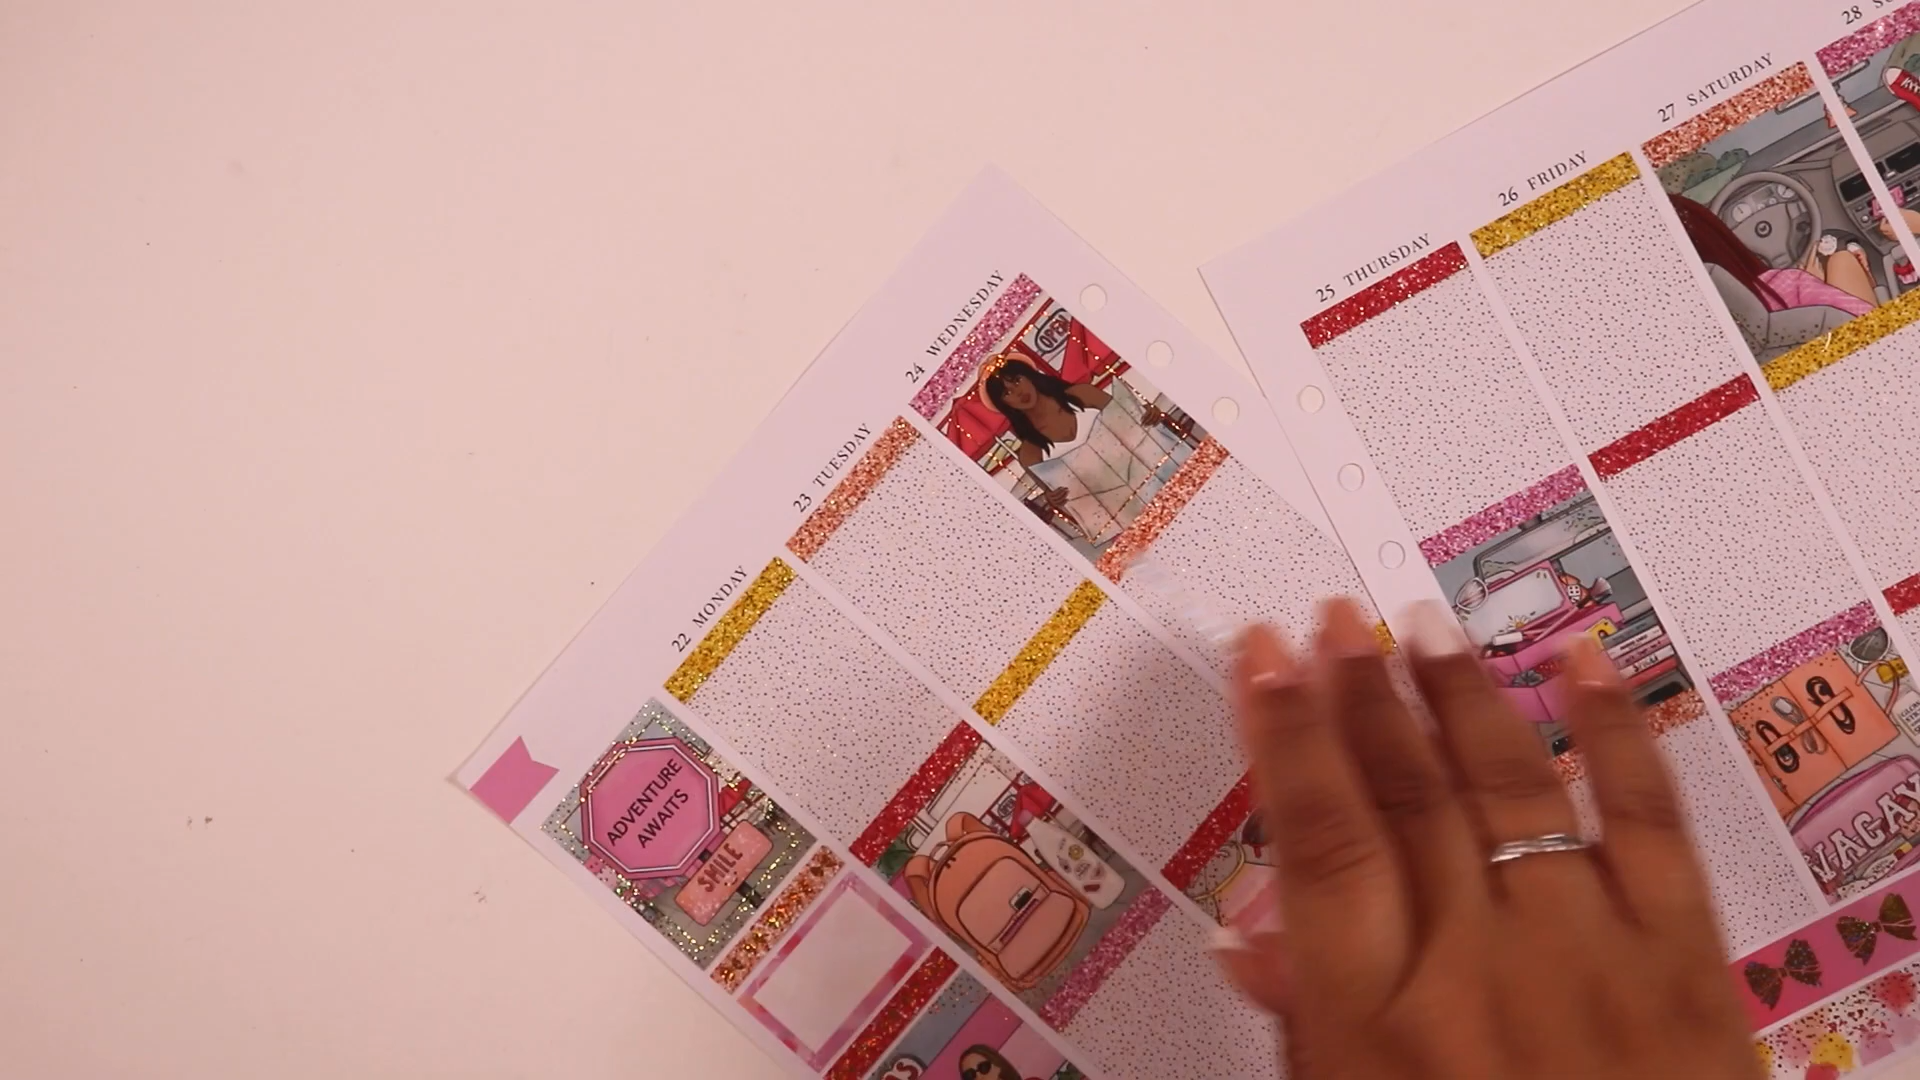 22 MONDAY
23 TUESDAY
24 WEDNESDAY
25 THURSDAY
26 FRIDAY
27 SATURDAY
28
OPEN
ADVENTURE
AWAITS
SMILE
VACAY